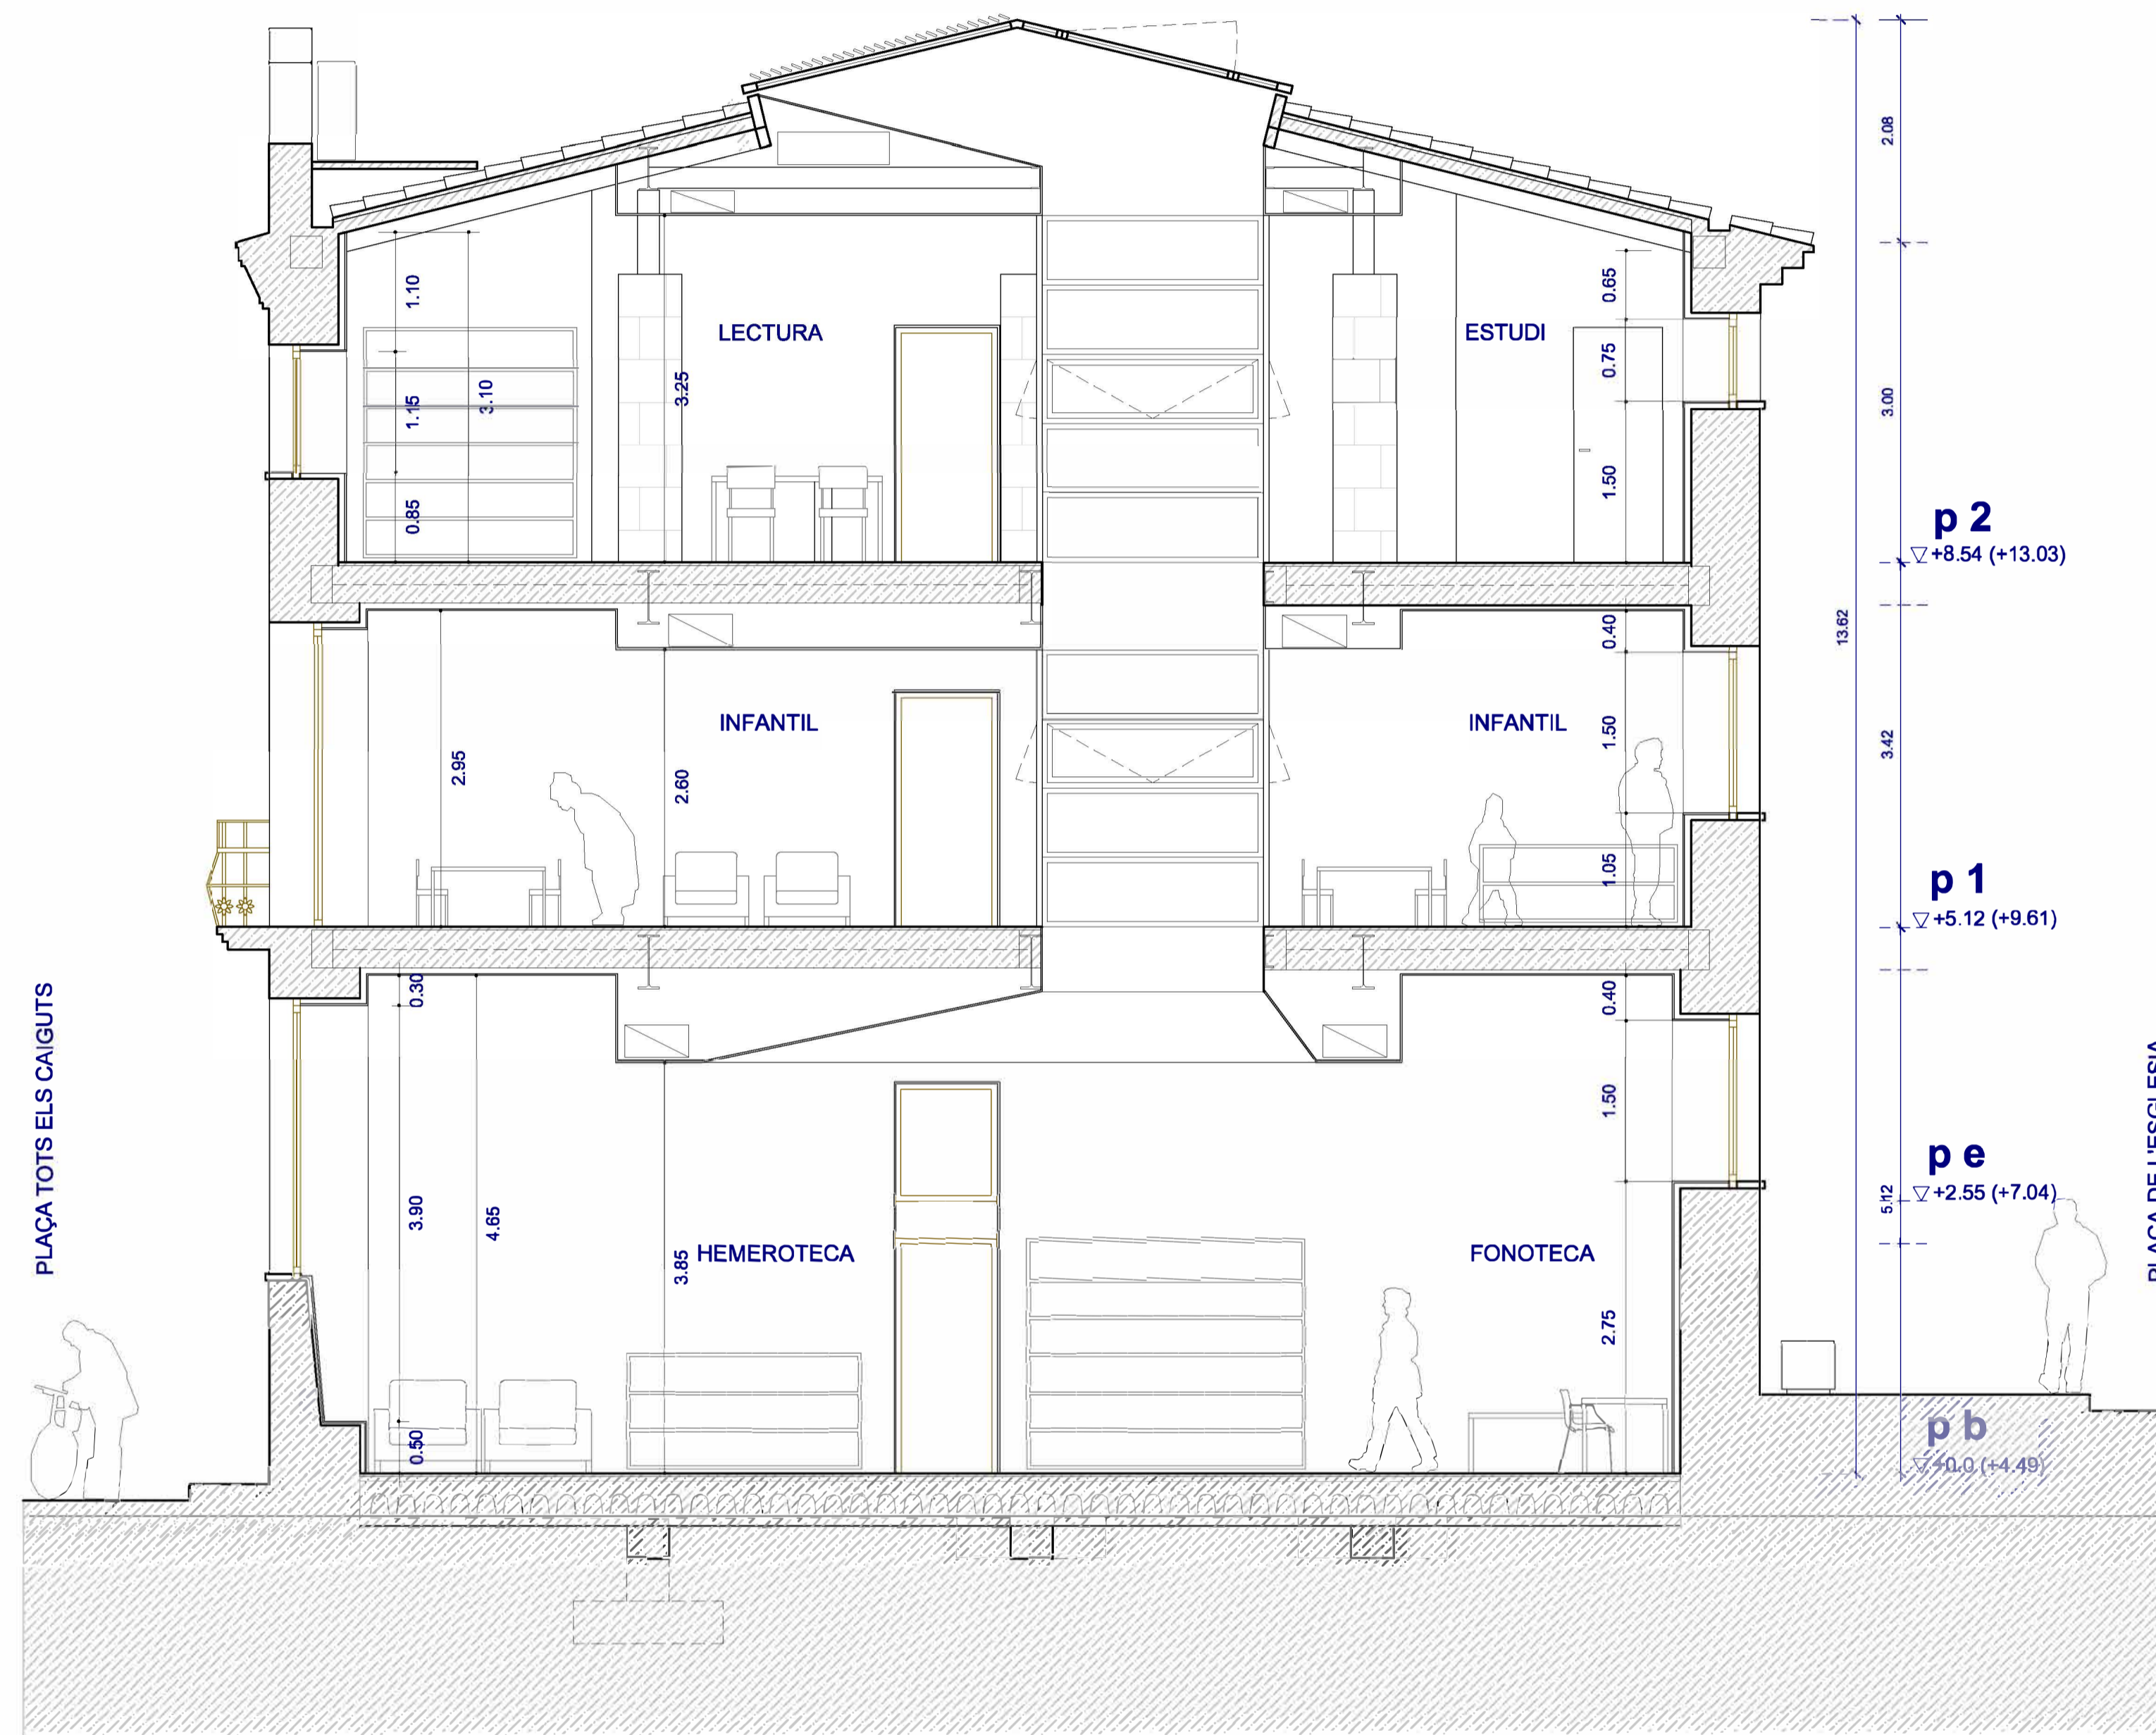 2.08
1.10
0.65
LECTURA
ESTUDI
0.75
3.25
3.10
1.15
3.00
1.50
0.85
p 2
+8.54 (+13.03)
13.62
0.40
INFANTIL
INFANTIL
1.50
3.42
2.95
2.60
1.05
p 1
+5.12 (+9.61)
0.30
0.40
PLAÇA TOTS ELS CAIGUTS
PLAÇA DE L'ESGLESIA
1.50
p e
+2.55 (+7.04)
5.12
3.90
4.65
3.85
HEMEROTECA
FONOTECA
2.75
0.50
p b
+0.0 (+4.49)